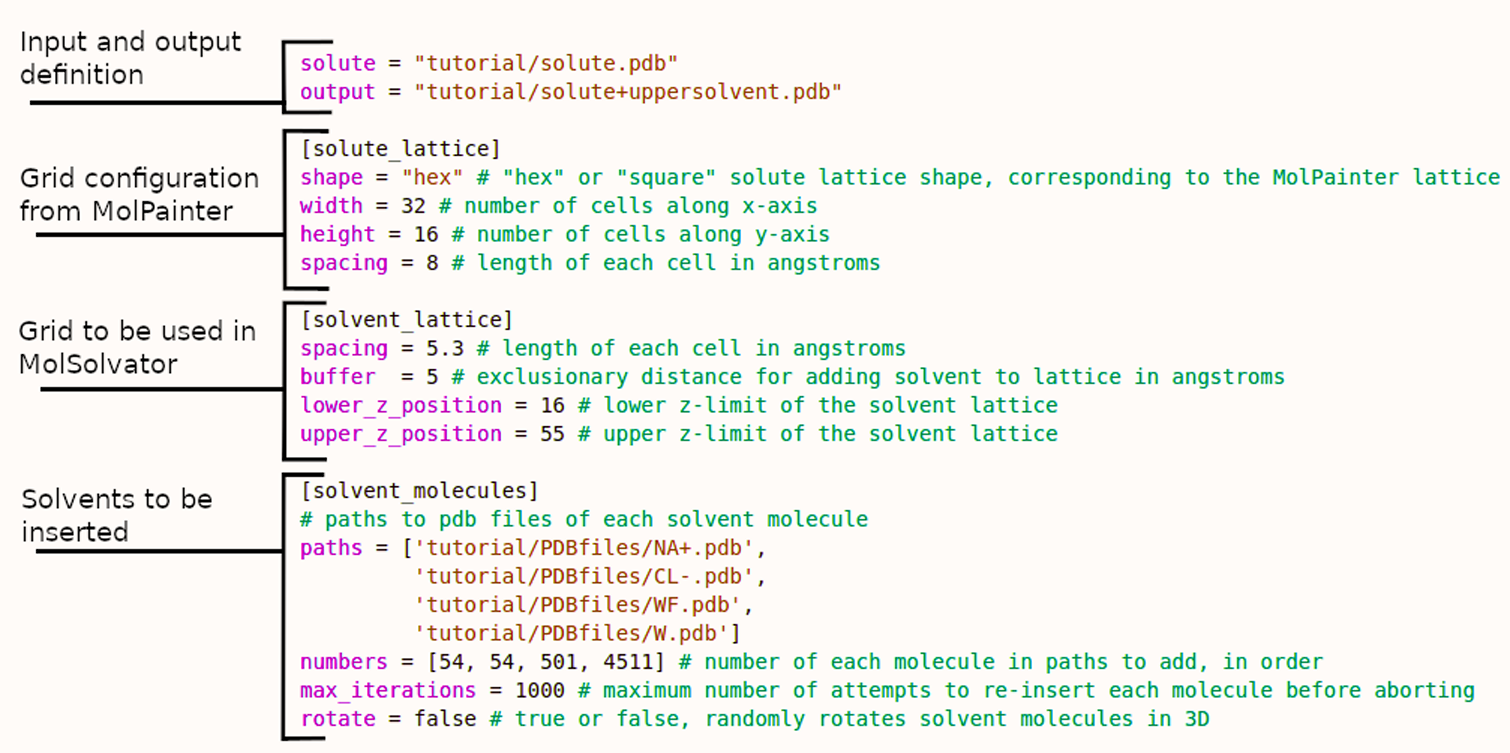 Input and output
definition
solute = "tutorial/solute.pdb"
output = "tutorial/solute+uppersolvent.pdb"
Grid configuration
from MolPainter
[solute_lattice]
shape = "hex" # "hex" or "square" solute lattice shape, corresponding to the MolPainter lattice
width = 32 # number of cells along x-axis
height = 16 # number of cells along y-axis
spacing = 8 # length of each cell in angstroms
Grid to be used in
MolSolvator
[solvent_lattice]
spacing = 5.3 # length of each cell in angstroms
buffer  = 5 # exclusionary distance for adding solvent to lattice in angstroms
lower_z_position = 16 # lower z-limit of the solvent lattice
upper_z_position = 55 # upper z-limit of the solvent lattice
Solvents to be
inserted
[solvent_molecules]
# paths to pdb files of each solvent molecule
paths = ['tutorial/PDBfiles/NA+.pdb',
'tutorial/PDBfiles/CL-.pdb',
'tutorial/PDBfiles/WF.pdb',
'tutorial/PDBfiles/W.pdb']
numbers = [54, 54, 501, 4511] # number of each molecule in paths to add, in order
max_iterations = 1000 # maximum number of attempts to re-insert each molecule before aborting
rotate = false # true or false, randomly rotates solvent molecules in 3D